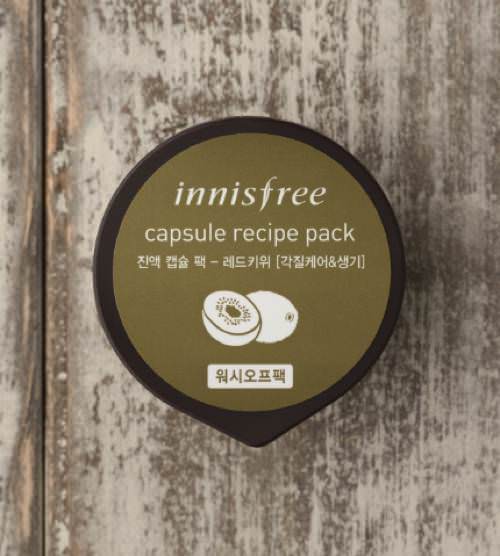 innisfree
capsule recipe pack
진액 캡슐 팩 – 레드키위 [각질케어&생기]
워시오프팩